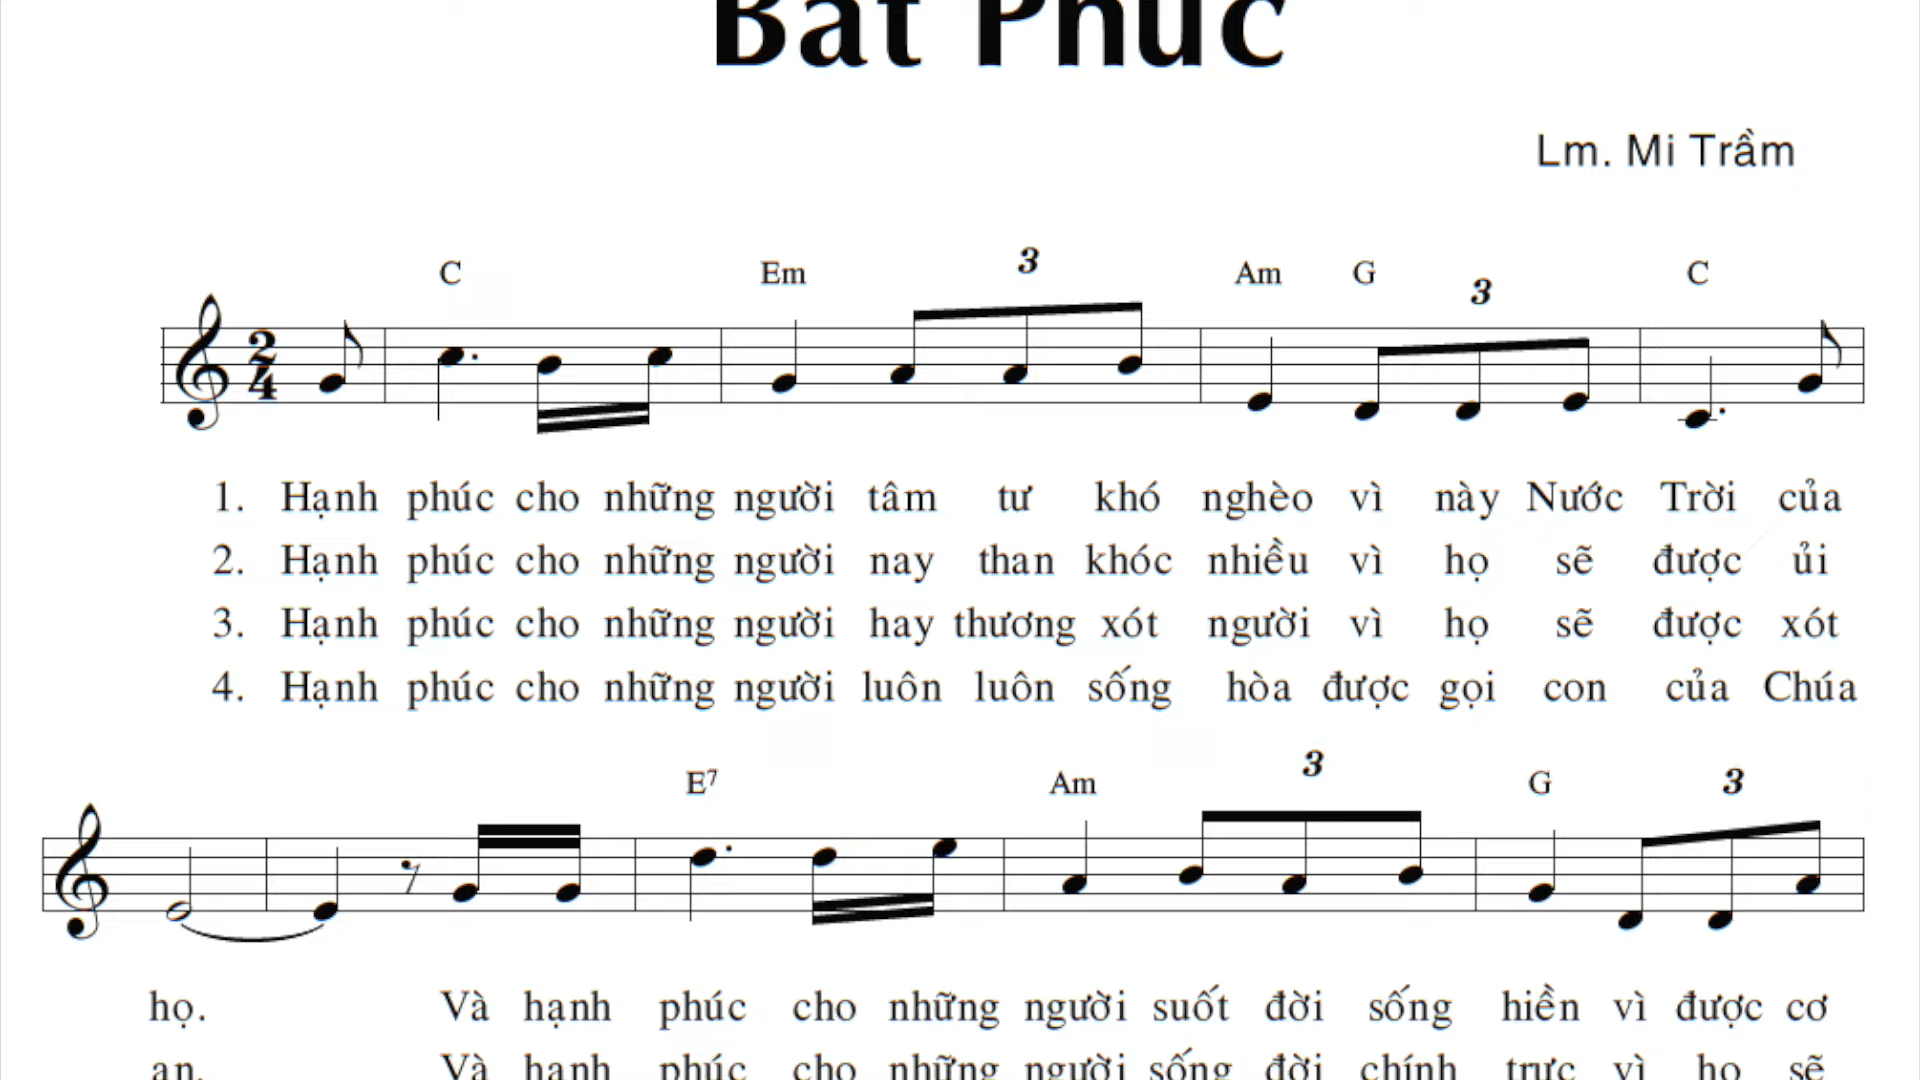 Bát Phúc
Lm. Mi Trầm
C Em 3 Am G 3 C
2
4
1. Hạnh phúc cho những người tâm tư khó nghèo vì này Nước Trời của
2. Hạnh phúc cho những người nay than khóc nhiều vì họ sẽ được ủi
3. Hạnh phúc cho những người hay thương xót người vì họ sẽ được xót
4. Hạnh phúc cho những người luôn luôn sống hòa được gọi con của Chúa
E7 Am 3 G 3
họ. Và hạnh phúc cho những người suốt đời sống hiền vì được cơ
an. Và hạnh phúc cho những người sống đời chính trực vì họ sẽ